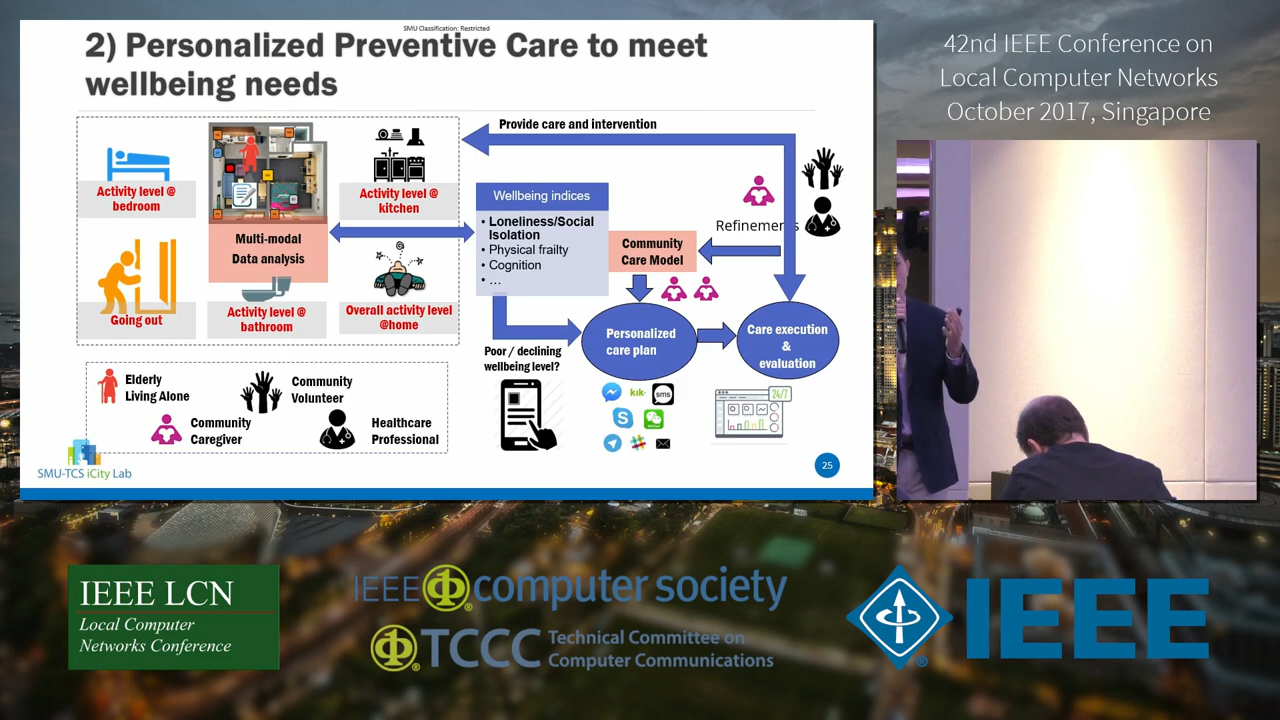 SMU Classification: Restricted
2) Personalized Preventive Care to meet
wellbeing needs
Activity level @
bedroom
Going out
Multi-modal
Data analysis
Activity level @
bathroom
Activity level @
kitchen
Overall activity level
@home
Provide care and intervention
Wellbeing indices
• Loneliness/Social
Isolation
• Physical frailty
• Cognition
• ...
Poor / declining
wellbeing level?
Community
Care Model
Refinements
Personalized
care plan
Care execution
&
evaluation
kik
sms
24/7
Elderly
Living Alone
Community
Volunteer
Community
Caregiver
Healthcare
Professional
SMU-TCS iCity Lab
25
42nd IEEE Conference on
Local Computer Networks
October 2017, Singapore
IEEE LCN
Local Computer
Networks Conference
IEEE computer society
TCCC Technical Committee on
Computer Communications
IEEE